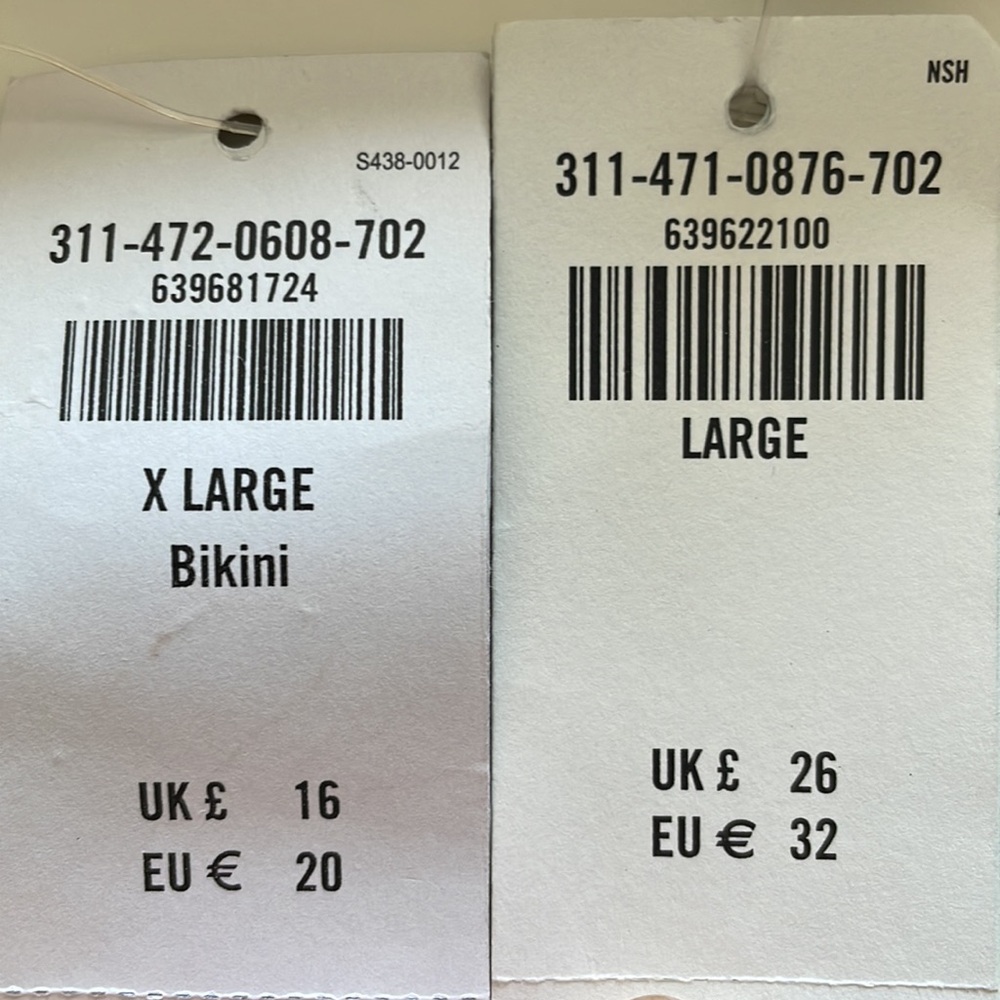 S438-0012
311-472-0608-702
639681724
X LARGE
Bikini
UK £ 16
EU € 20
NSH
311-471-0876-702
639622100
LARGE
UK £ 26
EU € 32